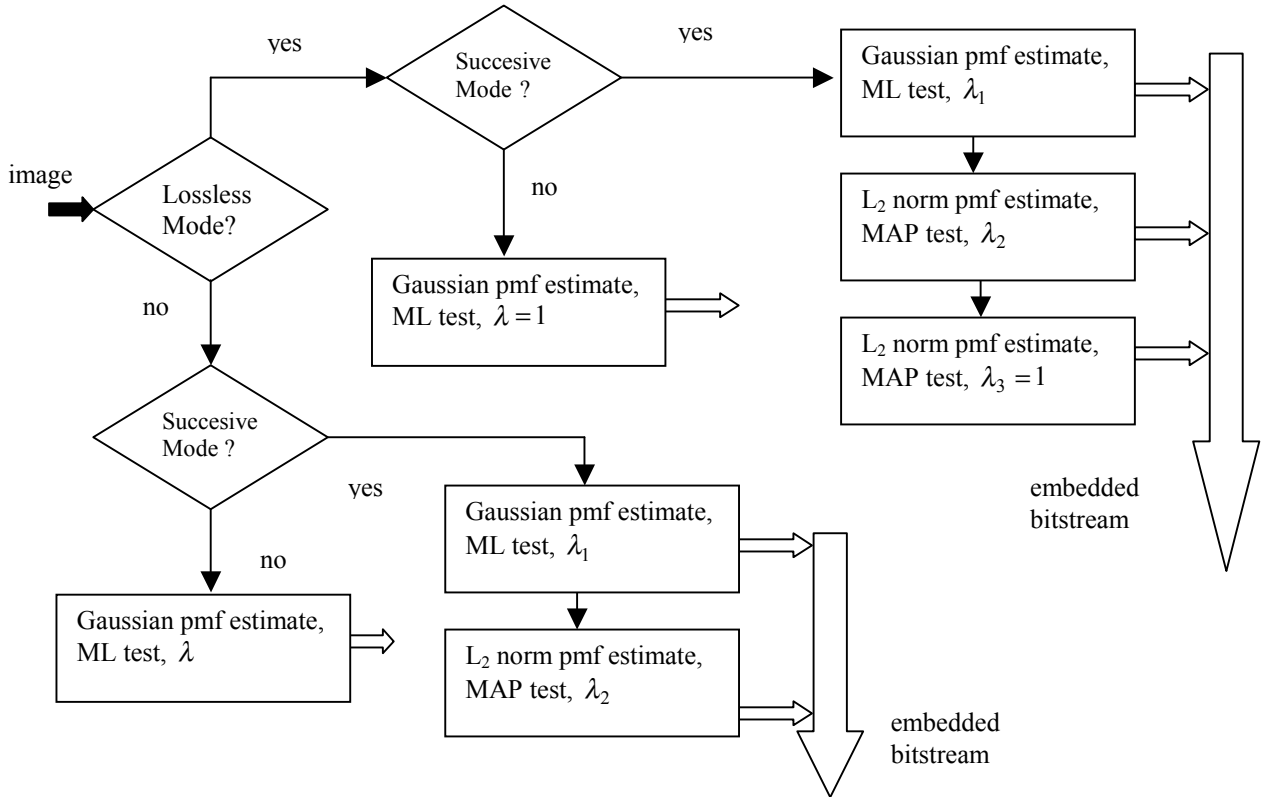 yes
Succesive
Mode ?
yes
Gaussian pmf estimate,
ML test, λ₁
image
Lossless
Mode?
no
L₂ norm pmf estimate,
MAP test, λ₂
no
Gaussian pmf estimate,
ML test, λ = 1
L₂ norm pmf estimate,
MAP test, λ₃ = 1
Succesive
Mode ?
yes
Gaussian pmf estimate,
ML test, λ₁
embedded
bitstream
no
Gaussian pmf estimate,
ML test, λ
L₂ norm pmf estimate,
MAP test, λ₂
embedded
bitstream